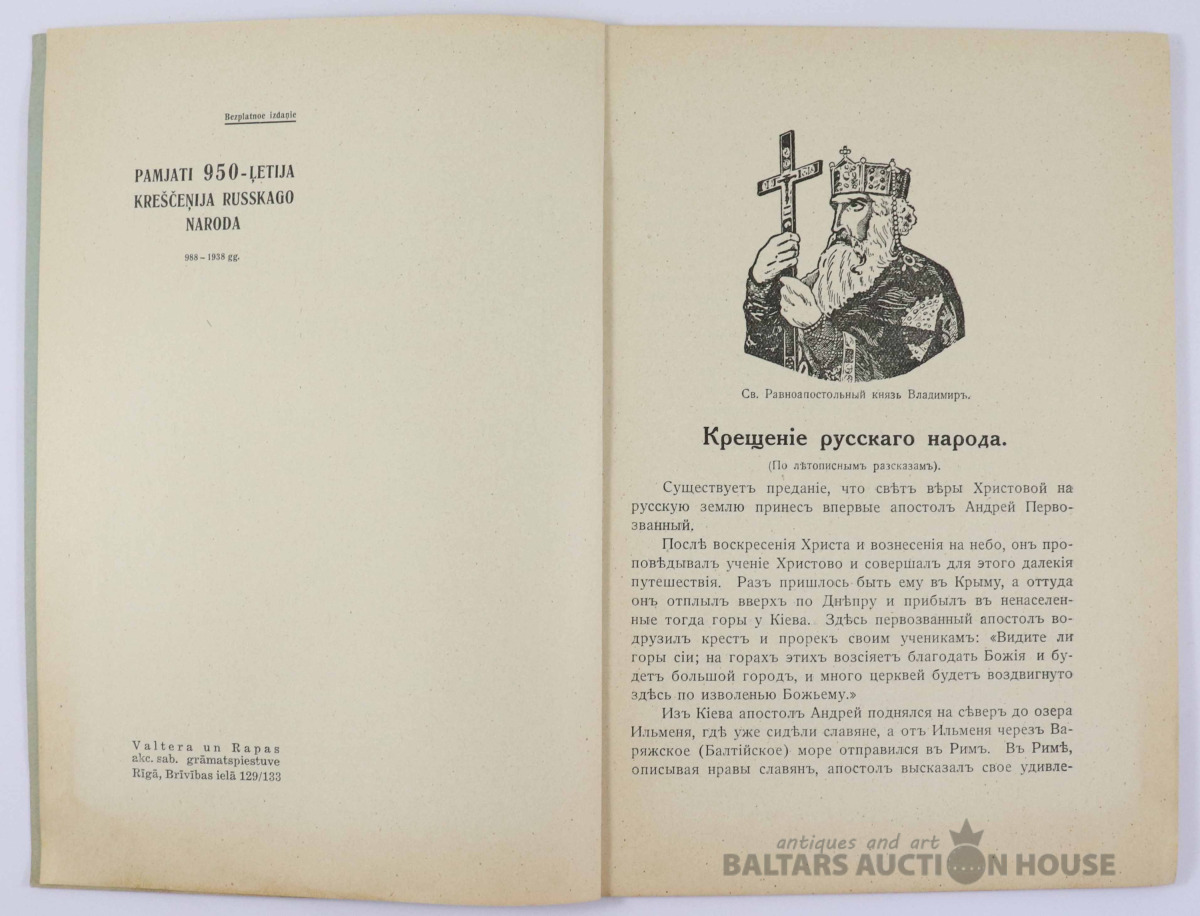 Bezplatnoe izdaņie
PAMJATI 950-ĻETIJA
KREŠČEŅIJA RUSSKAGO
NARODA
988 – 1938 gg.
Valtera un Rapas
akc. sab. grāmatspiestuve
Rīgā, Brīvības ielā 129/133
Св. Равноапостольный князь Владимиръ.
Крещеніе русскаго народа.
(По лѣтописнымъ разсказамъ).
Существуетъ преданіе, что свѣтъ вѣры Христовой на
русскую землю принесъ впервые апостолъ Андрей Перво-
званный.
Послѣ воскресенія Христа и вознесенія на небо, онъ про-
повѣдывалъ ученіе Христово и совершалъ для этого далекія
путешествія. Разъ пришлось быть ему въ Крыму, а оттуда
онъ отплылъ вверхъ по Днѣпру и прибылъ въ ненаселен-
ные тогда горы у Кіева. Здѣсь первозванный апостолъ во-
друзилъ крестъ и прорекъ своим ученикамъ: «Видите ли
горы сіи; на горахъ этихъ возсіяетъ благодать Божія и бу-
детъ большой городъ, и много церквей будетъ воздвигнуто
здѣсь по изволенью Божьему.»
Изъ Кіева апостолъ Андрей поднялся на сѣверъ до озера
Ильменя, гдѣ уже сидѣли славяне, а отъ Ильменя черезъ Ва-
ряжское (Балтійское) море отправился въ Римъ. Въ Римѣ,
описывая нравы славянъ, апостолъ высказалъ свое удивле-
antiques and art
BALTARS AUCTION HOUSE